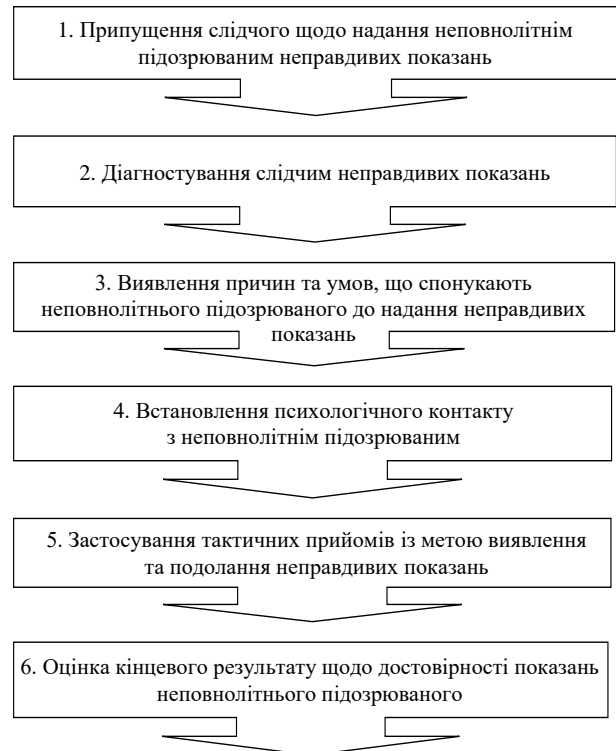 1. Припущення слідчого щодо надання неповнолітнім
підозрюваним неправдивих показань
2. Діагностування слідчим неправдивих показань
3. Виявлення причин та умов, що спонукають
неповнолітнього підозрюваного до надання неправдивих
показань
4. Встановлення психологічного контакту
з неповнолітнім підозрюваним
5. Застосування тактичних прийомів із метою виявлення
та подолання неправдивих показань
6. Оцінка кінцевого результату щодо достовірності показань
неповнолітнього підозрюваного